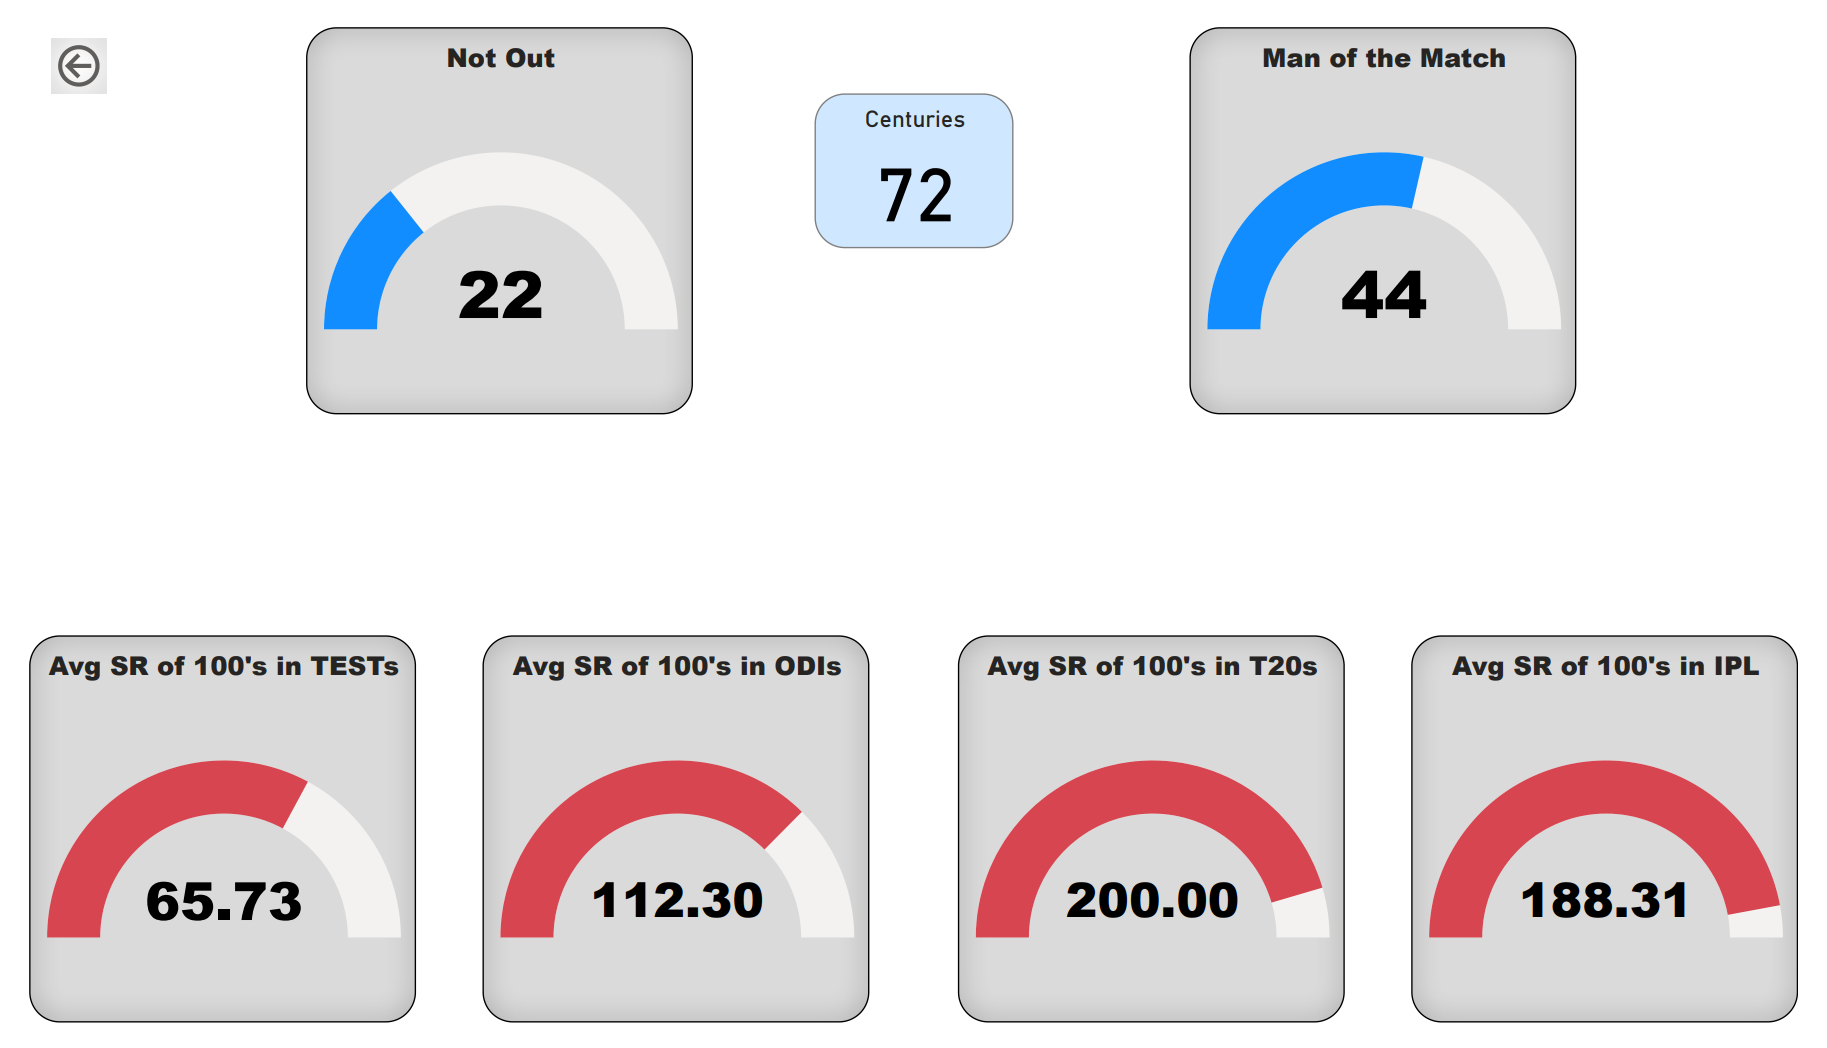 Not Out
22
Centuries
72
Man of the Match
44
Avg SR of 100's in TESTs
65.73
Avg SR of 100's in ODIs
112.30
Avg SR of 100's in T20s
200.00
Avg SR of 100's in IPL
188.31